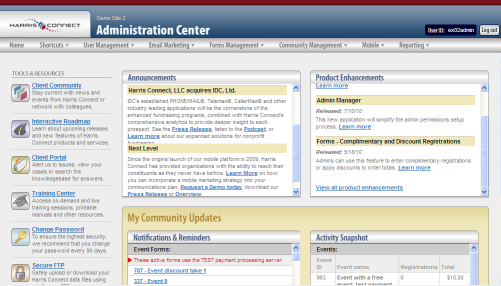 HARRIS CONNECT
Demo Site 2
Administration Center
User ID: ex02admin
Log out
Home Shortcuts User Management Email Marketing Forms Management Community Management Mobile Reporting
TOOLS & RESOURCES
Client Community
Stay current with news and
events from Harris Connect or
network with colleagues.
Interactive Roadmap
Learn about upcoming releases
and new features of Harris
Connect products and services.
Client Portal
Alert us to issues, view your
cases or search the
knowledgebase for answers.
Training Center
Access on-demand and live
training sessions, printable
manuals and other resources.
Change Password
To ensure the highest security,
we recommend that you change
your password every 90 days.
Secure FTP
Safely upload or download your
Harris Connect data files using
Announcements
Harris Connect, LLC acquires IDC, Ltd.
IDC's established PHONE/MAIL®, Telemax®, CallerMax® and other
industry leading applications will be the cornerstones of the
enhanced fundraising programs, combined with Harris Connect's
comprehensive analytics to provide deeper insight to each
prospect. See the Press Release, listen to the Podcast, or
Learn more about our expanded solutions for nonprofit
Next Level
Since the original launch of our mobile platform in 2009, Harris
Connect has provided organizations with the ability to reach their
constituents as they never have before. Learn More on how
you can incorporate a mobile marketing strategy into your
communications plan. Request a Demo today, download our
Press Release or Overview.
Product Enhancements
Learn more
Admin Manager
Released: 7/10/10
This new application will simplify the admin permissions setup
process. Learn more
Forms - Complimentary and Discount Registrations
Released: 5/18/10
Admins can use this feature to enter complimentary registrations
or apply discounts to enter totals. Learn more
View all product enhancements
My Community Updates
Notifications & Reminders
Event Forms:
These active forms use the TEST payment processing server.
787 - Event discount take 1
337 - Event 9
Activity Snapshot
Events:
Event
ID Event name Registrations Total
963 Event with a free 6 $10.00
event, test payment